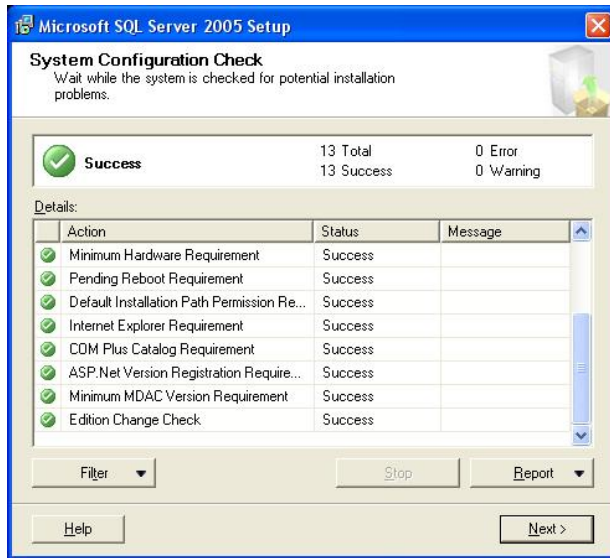 Microsoft SQL Server 2005 Setup
System Configuration Check
Wait while the system is checked for potential installation
problems.
Success
13 Total
0 Error
13 Success
0 Warning
Details:
Action Status Message
Minimum Hardware Requirement Success
Pending Reboot Requirement Success
Default Installation Path Permission Re... Success
Internet Explorer Requirement Success
COM Plus Catalog Requirement Success
ASP.Net Version Registration Require... Success
Minimum MDAC Version Requirement Success
Edition Change Check Success
Filter Stop Report
Help Next >